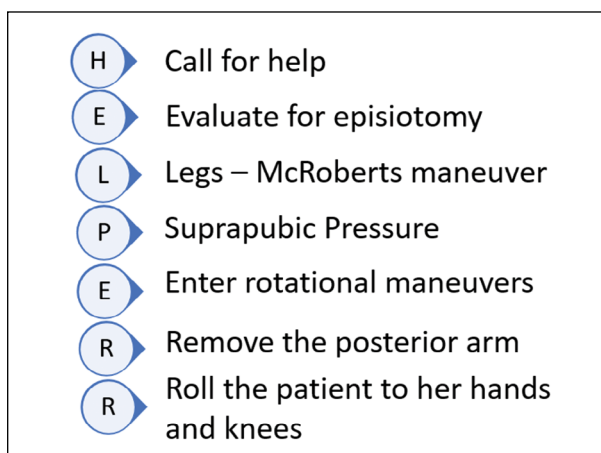 H Call for help
E Evaluate for episiotomy
L Legs – McRoberts maneuver
P Suprapubic Pressure
E Enter rotational maneuvers
R Remove the posterior arm
R Roll the patient to her hands
and knees